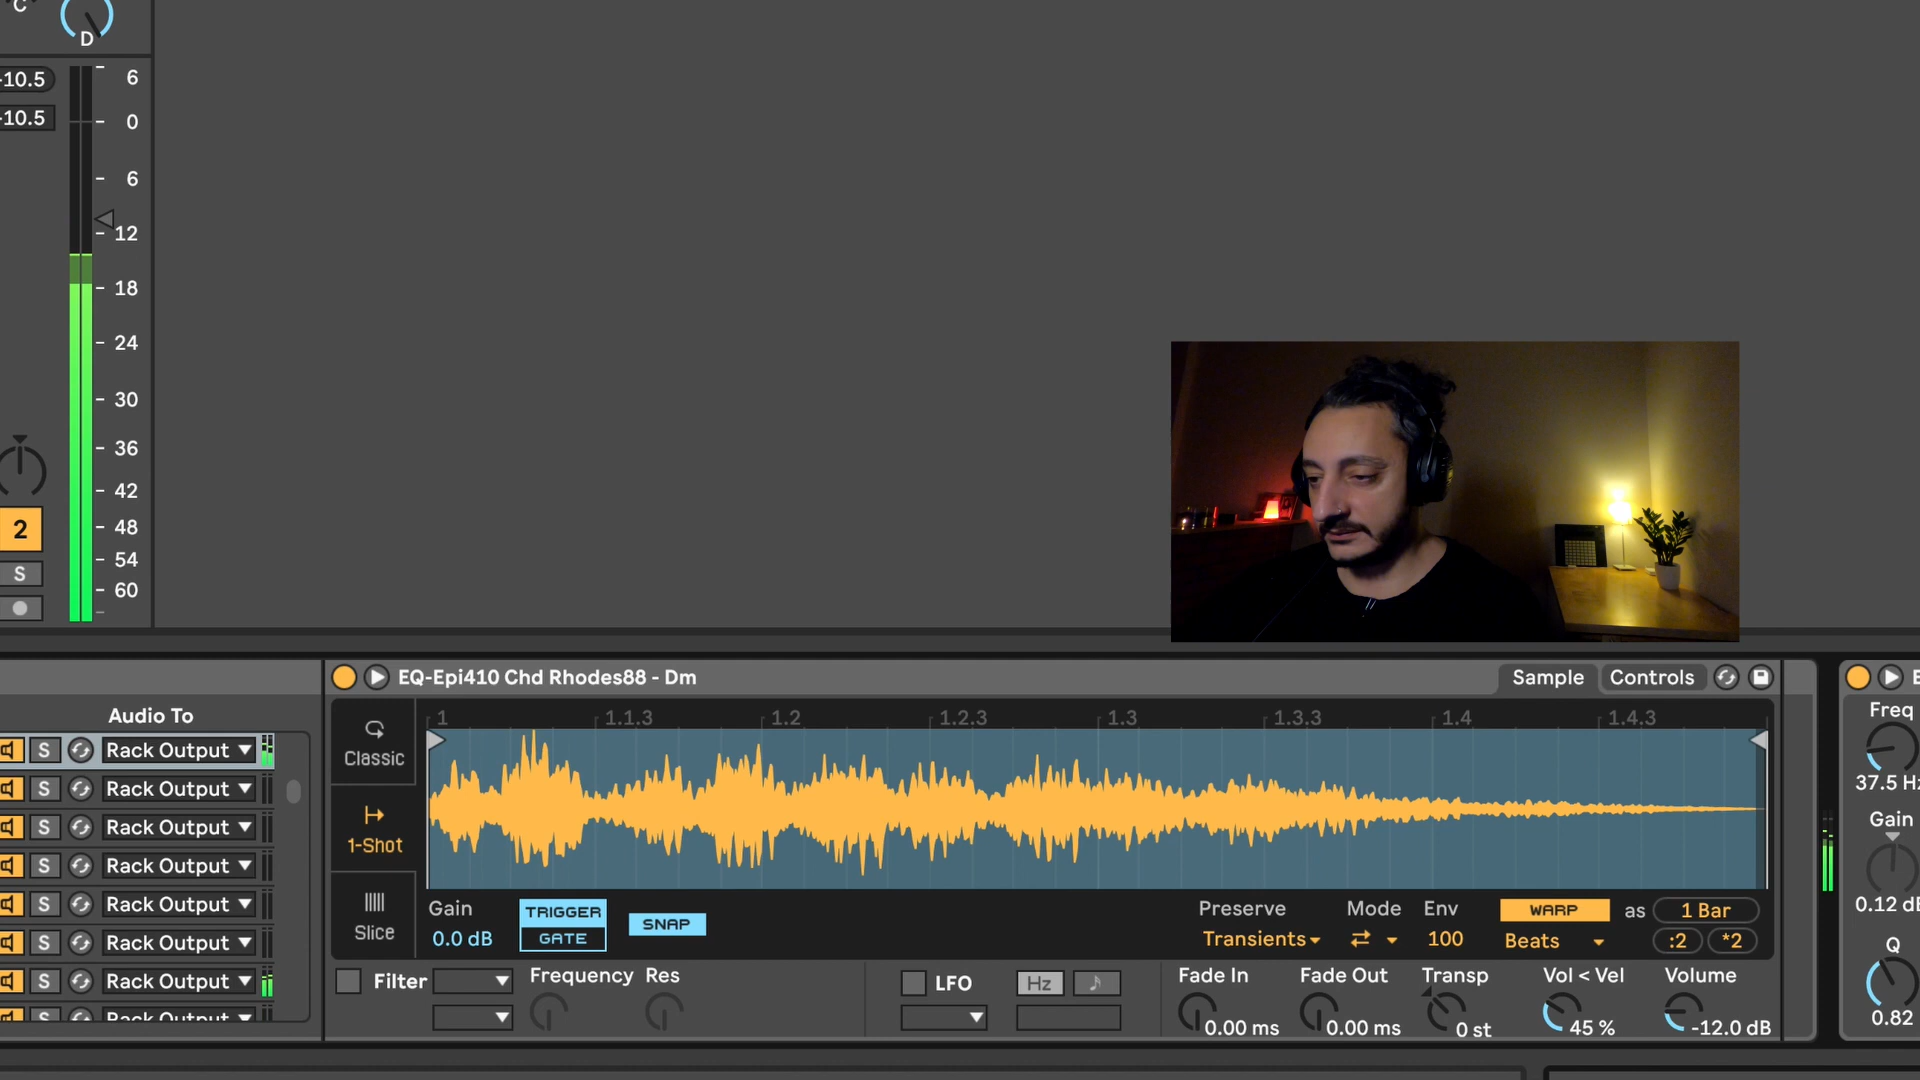 C
D
-10.5
-10.5
6
0
6
12
18
24
30
36
42
48
54
60
2
S
Audio To
S Rack Output
S Rack Output
S Rack Output
S Rack Output
S Rack Output
S Rack Output
S Rack Output
Rack Output
EQ-Epi410 Chd Rhodes88 - Dm
Sample Controls
1 1.1.3 1.2 1.2.3 1.3 1.3.3 1.4 1.4.3
Classic
1-Shot
Slice
Gain
0.0 dB
TRIGGER
GATE
SNAP
Preserve
Transients
Mode
Env
100
WARP as 1 Bar
Beats :2 *2
Filter Frequency Res
LFO Hz ♪
Fade In
0.00 ms
Fade Out
0.00 ms
Transp
0 st
Vol < Vel
45 %
Volume
-12.0 dB
E
Freq
37.5 Hz
Gain
0.12 dB
Q
0.82